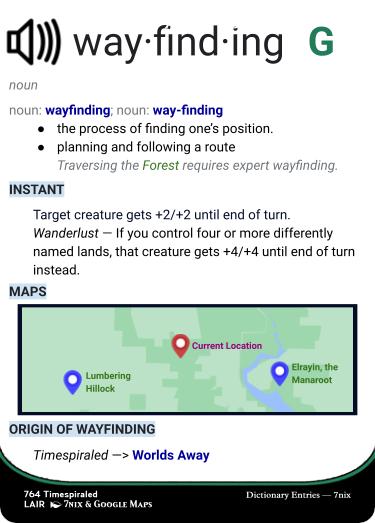 way·find·ing G
noun
noun: wayfinding; noun: way-finding
● the process of finding one's position.
● planning and following a route
Traversing the Forest requires expert wayfinding.
INSTANT
Target creature gets +2/+2 until end of turn.
Wanderlust — If you control four or more differently
named lands, that creature gets +4/+4 until end of turn
instead.
MAPS
Current Location
Lumbering
Hillock
Elrayin, the
Manaroot
ORIGIN OF WAYFINDING
Timespiraled —> Worlds Away
764 Timespiraled
LAIR 7nix & Google Maps
Dictionary Entries — 7nix